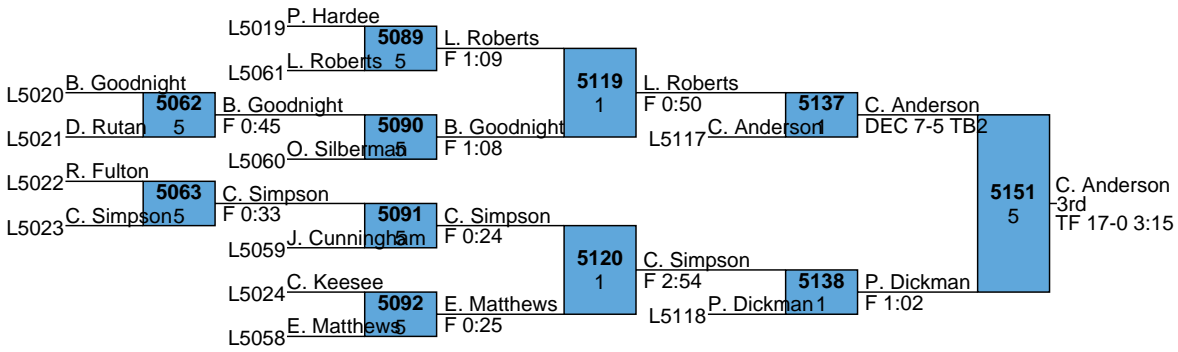 L5019 P. Hardee
5089
5
L. Roberts
F 1:09
L5061 L. Roberts
5119
1
L. Roberts
F 0:50
L5020 B. Goodnight
5062
5
B. Goodnight
F 0:45
L5021 D. Rutan
5090
5
B. Goodnight
F 1:08
L5060 O. Silberman
5137
1
C. Anderson
DEC 7-5 TB2
L5117 C. Anderson
L5022 R. Fulton
5063
5
C. Simpson
F 0:33
L5023 C. Simpson
5091
5
C. Simpson
F 0:24
L5059 J. Cunningham
5151
5
C. Anderson
3rd
TF 17-0 3:15
5120
1
C. Simpson
F 2:54
L5024 C. Keesee
5092
5
E. Matthews
F 0:25
L5058 E. Matthews
5138
1
P. Dickman
F 1:02
L5118 P. Dickman